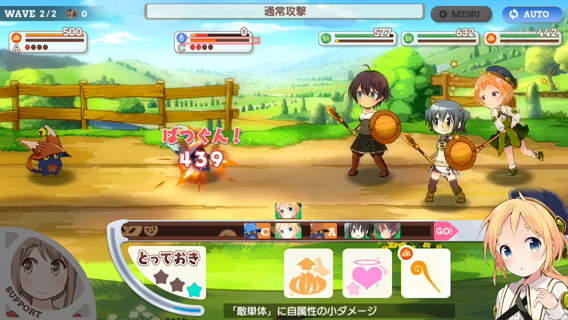 WAVE 2/2 0
通常攻撃
MENU
AUTO
500
A
0
C
577
632
442
ばつぐん!
439
C
A
GO!
とっておき
SUPPORT
「敵単体」に自属性の小ダメージ